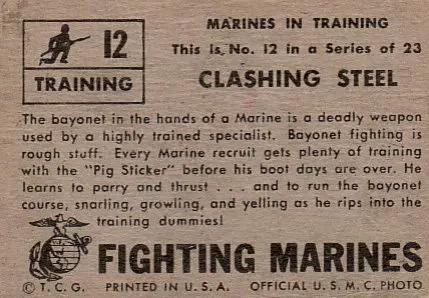 12
TRAINING
MARINES IN TRAINING
This Is No. 12 in a Series of 23
CLASHING STEEL
The bayonet in the hands of a Marine is a deadly weapon
used by a highly trained specialist. Bayonet fighting is
rough stuff. Every Marine recruit gets plenty of training
with the "Pig Sticker" before his boot days are over. He
learns to parry and thrust . . . and to run the bayonet
course, snarling, growling, and yelling as he rips into the
training dummies!
FIGHTING MARINES
© T. C. G. PRINTED IN U. S. A. OFFICIAL U. S. M. C. PHOTO